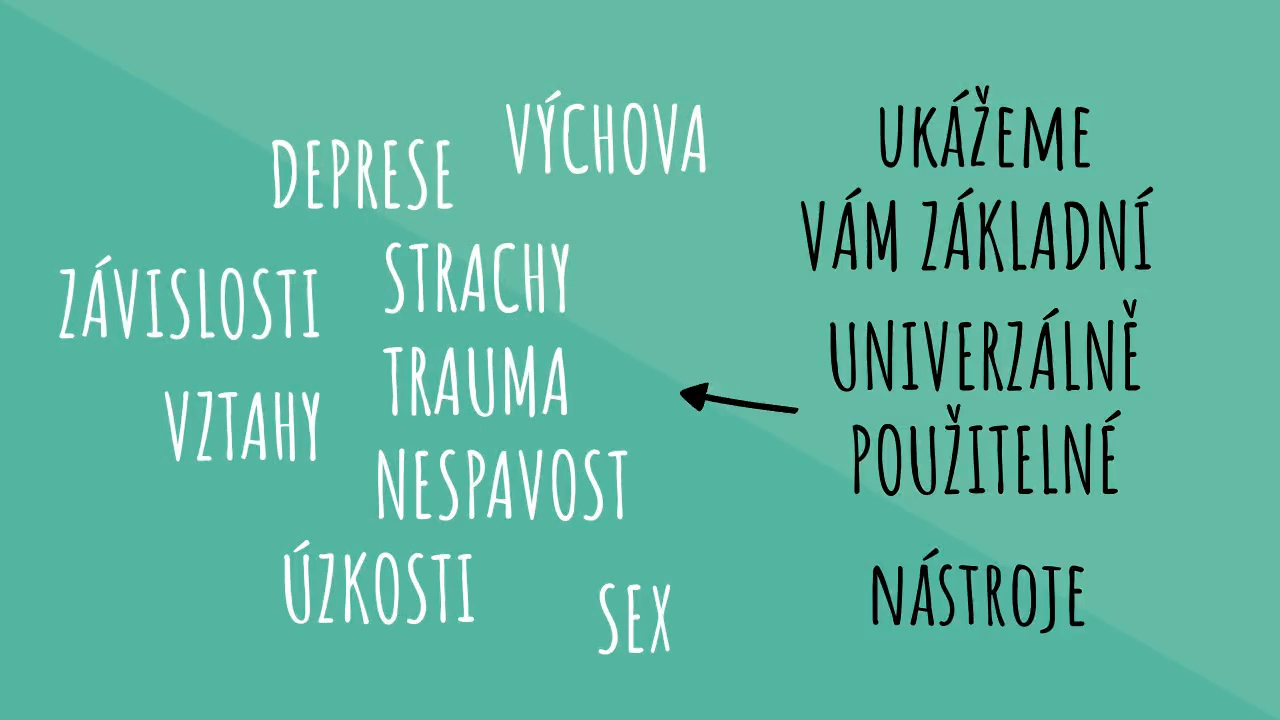 VÝCHOVA
DEPRESE
STRACHY
ZÁVISLOSTI
TRAUMA
VZTAHY
NESPAVOST
ÚZKOSTI
SEX
UKÁŽEME
VÁM ZÁKLADNÍ
UNIVERZÁLNĚ
POUŽITELNÉ
NÁSTROJE